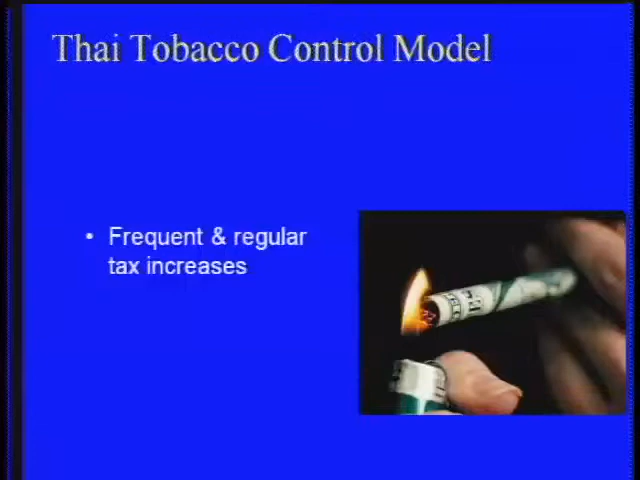 Thai Tobacco Control Model
• Frequent & regular
tax increases